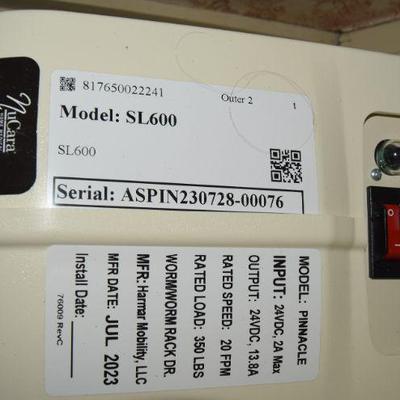 NuCara
817650022241
Outer 2
1
Model: SL600
SL600
Serial: ASPIN230728-00076
MODEL: PINNACLE
INPUT: 24VDC, 2A Max
OUTPUT: 24VDC, 13.8A
RATED SPEED: 20 FPM
RATED LOAD: 350 LBS
WORM/WORM RACK DR.
MFR: Harmar Mobility, LLC
MFR DATE: JUL 2023
Install Date:
76009 RevC